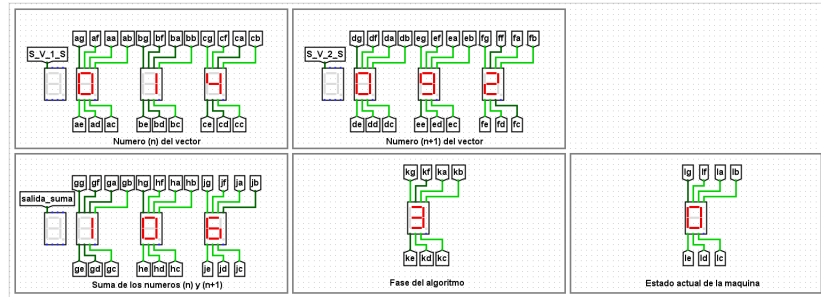 ag af aa ab bg bf ba bb cg cf ca cb
S_V_1_S
0 1 4
ae ad ac be bd bc ce cd cc
Numero (n) del vector
dg df da db eg ef ea eb fg ff fa fb
S_V_2_S
0 9 2
de dd dc ee ed ec fe fd fc
Numero (n+1) del vector
gg gf ga gb hg hf ha hb jg jf ja jb
salida_suma
1 0 6
ge gd gc he hd hc je jd jc
Suma de los numeros (n) y (n+1)
kg kf ka kb
3
ke kd kc
Fase del algoritmo
lg lf la lb
0
le ld lc
Estado actual de la maquina